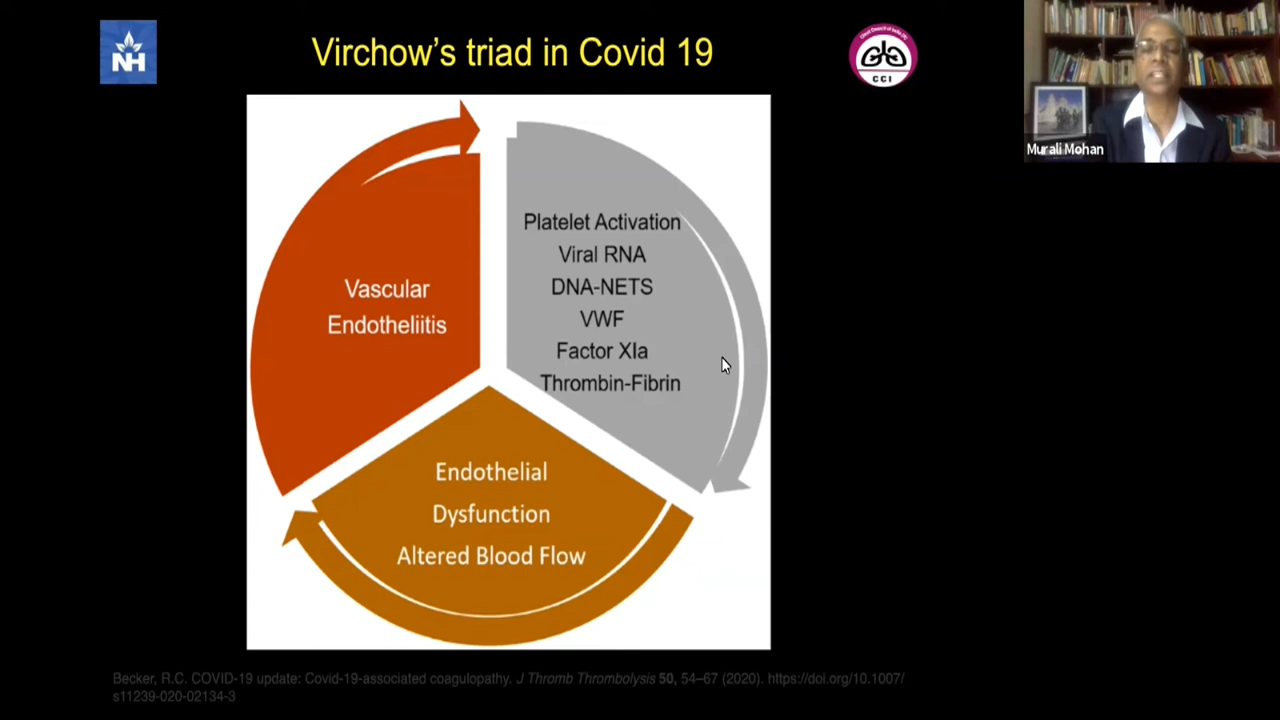 Virchow's triad in Covid 19
NH
CCI
Murali Mohan
Platelet Activation
Viral RNA
DNA-NETS
VWF
Factor XIa
Thrombin-Fibrin
Vascular
Endotheliitis
Endothelial
Dysfunction
Altered Blood Flow
Becker, R.C. COVID-19 update: Covid-19-associated coagulopathy. J Thromb Thrombolysis 50, 54–67 (2020). https://doi.org/10.1007/
s11239-020-02134-3